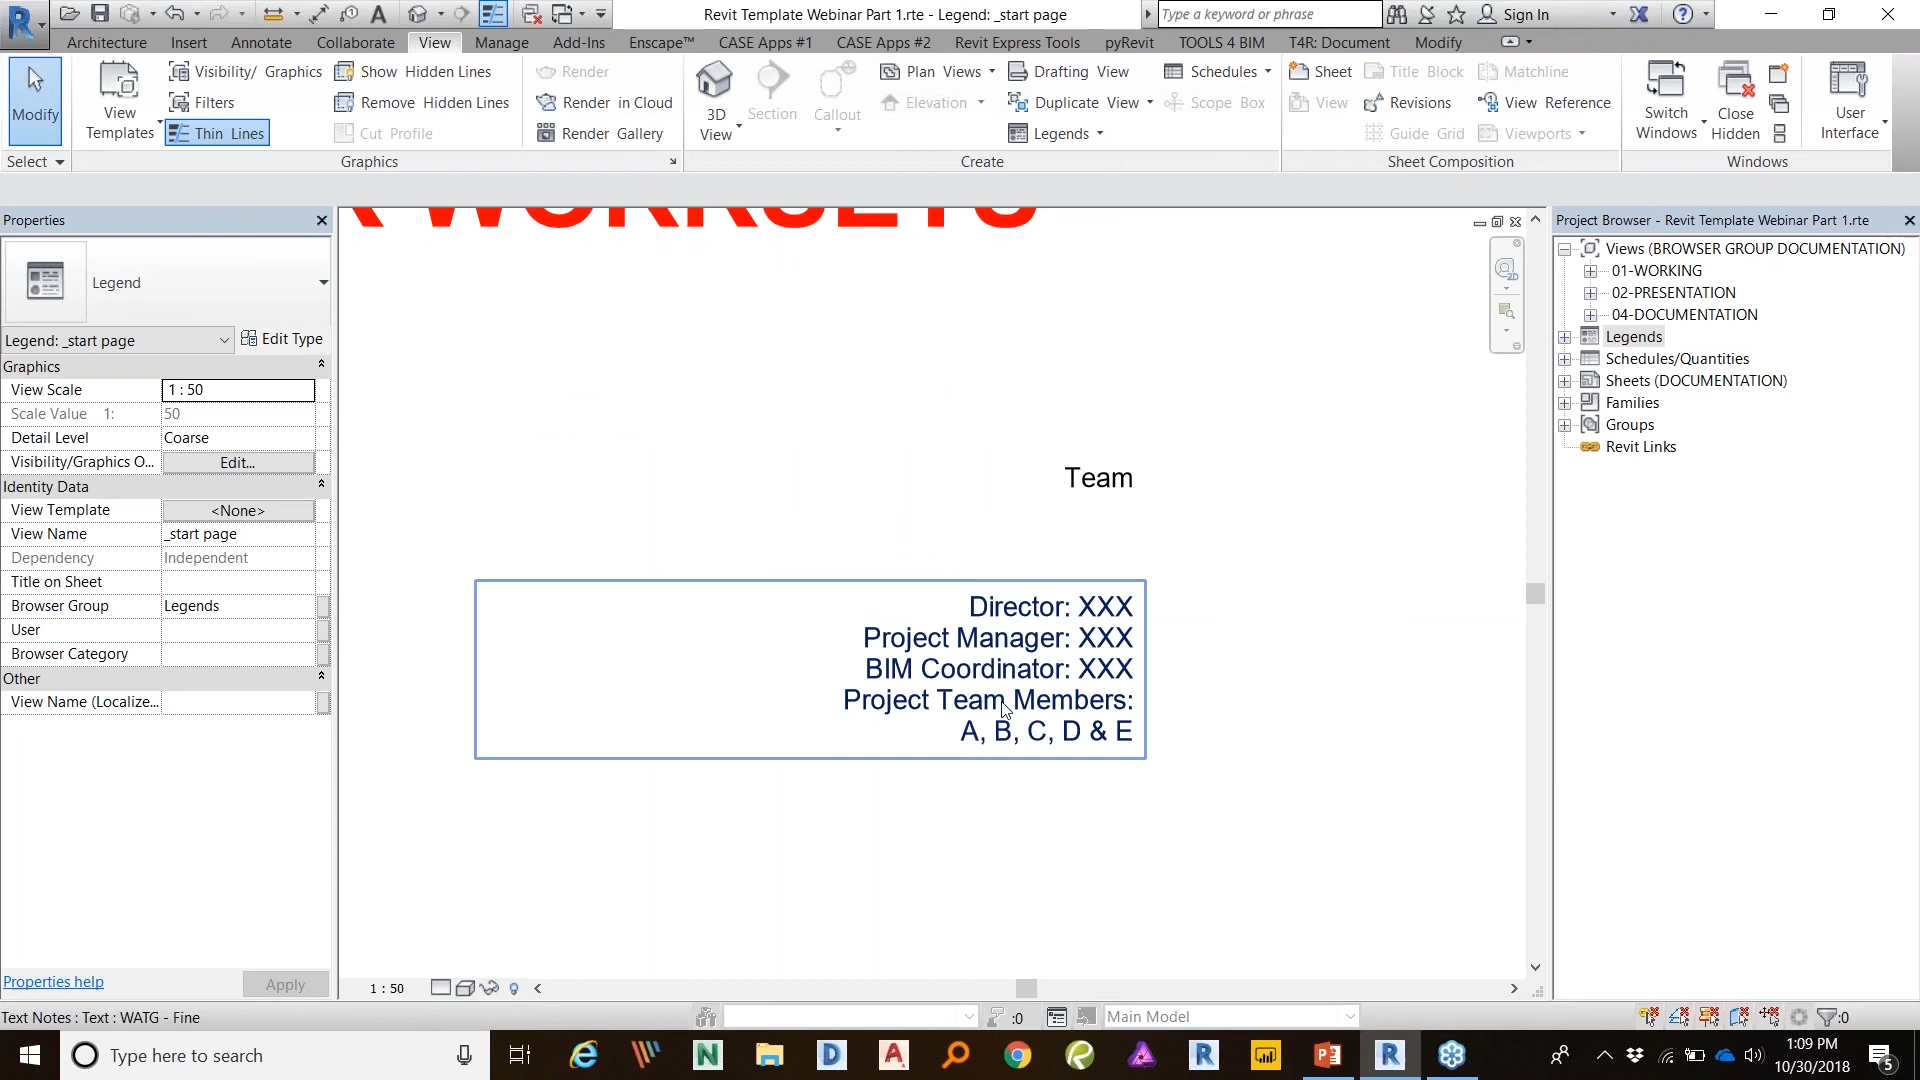 Revit Template Webinar Part 1.rte - Legend: _start page
Type a keyword or phrase
Sign In
Architecture Insert Annotate Collaborate View Manage Add-Ins Enscape™ CASE Apps #1 CASE Apps #2 Revit Express Tools pyRevit TOOLS 4 BIM T4R: Document Modify
Modify
View Templates
Visibility/ Graphics
Filters
Thin Lines
Show Hidden Lines
Remove Hidden Lines
Cut Profile
Render
Render in Cloud
Render Gallery
3D View
Section
Callout
Plan Views
Elevation
Drafting View
Duplicate View
Legends
Schedules
Scope Box
Sheet
View
Title Block
Revisions
Guide Grid
Matchline
View Reference
Viewports
Switch Windows
Close Hidden
User Interface
Select Graphics Create Sheet Composition Windows
Properties
Legend
Legend: _start page Edit Type
Graphics
View Scale 1 : 50
Scale Value 1: 50
Detail Level Coarse
Visibility/Graphics O... Edit...
Identity Data
View Template <None>
View Name _start page
Dependency Independent
Title on Sheet
Browser Group Legends
User
Browser Category
Other
View Name (Localize...
Properties help Apply
WORKSETS
2D
Team
Director: XXX
Project Manager: XXX
BIM Coordinator: XXX
Project Team Members:
A, B, C, D & E
1 : 50
Project Browser - Revit Template Webinar Part 1.rte
Views (BROWSER GROUP DOCUMENTATION)
01-WORKING
02-PRESENTATION
04-DOCUMENTATION
Legends
Schedules/Quantities
Sheets (DOCUMENTATION)
Families
Groups
Revit Links
Text Notes : Text : WATG - Fine
:0
Main Model
:0
Type here to search
1:09 PM
10/30/2018
5